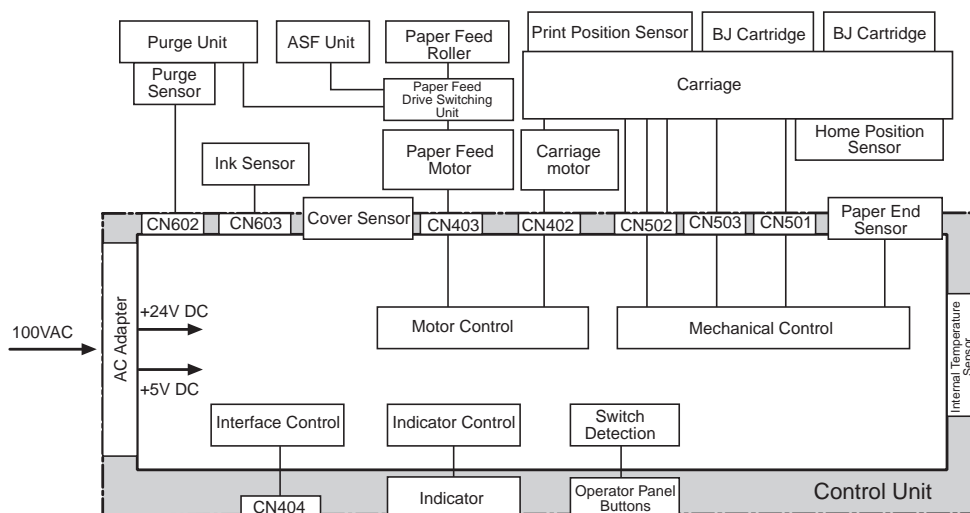 Purge Unit
ASF Unit
Paper Feed
Roller
Print Position Sensor
BJ Cartridge
BJ Cartridge
Purge
Sensor
Paper Feed
Drive Switching
Unit
Carriage
Ink Sensor
Paper Feed
Motor
Carriage
motor
Home Position
Sensor
CN602
CN603
Cover Sensor
CN403
CN402
CN502
CN503
CN501
Paper End
Sensor
100VAC
AC Adapter
+24V DC
+5V DC
Motor Control
Mechanical Control
Internal Temperature
Sensor
Interface Control
Indicator Control
Switch
Detection
CN404
Indicator
Operator Panel
Buttons
Control Unit